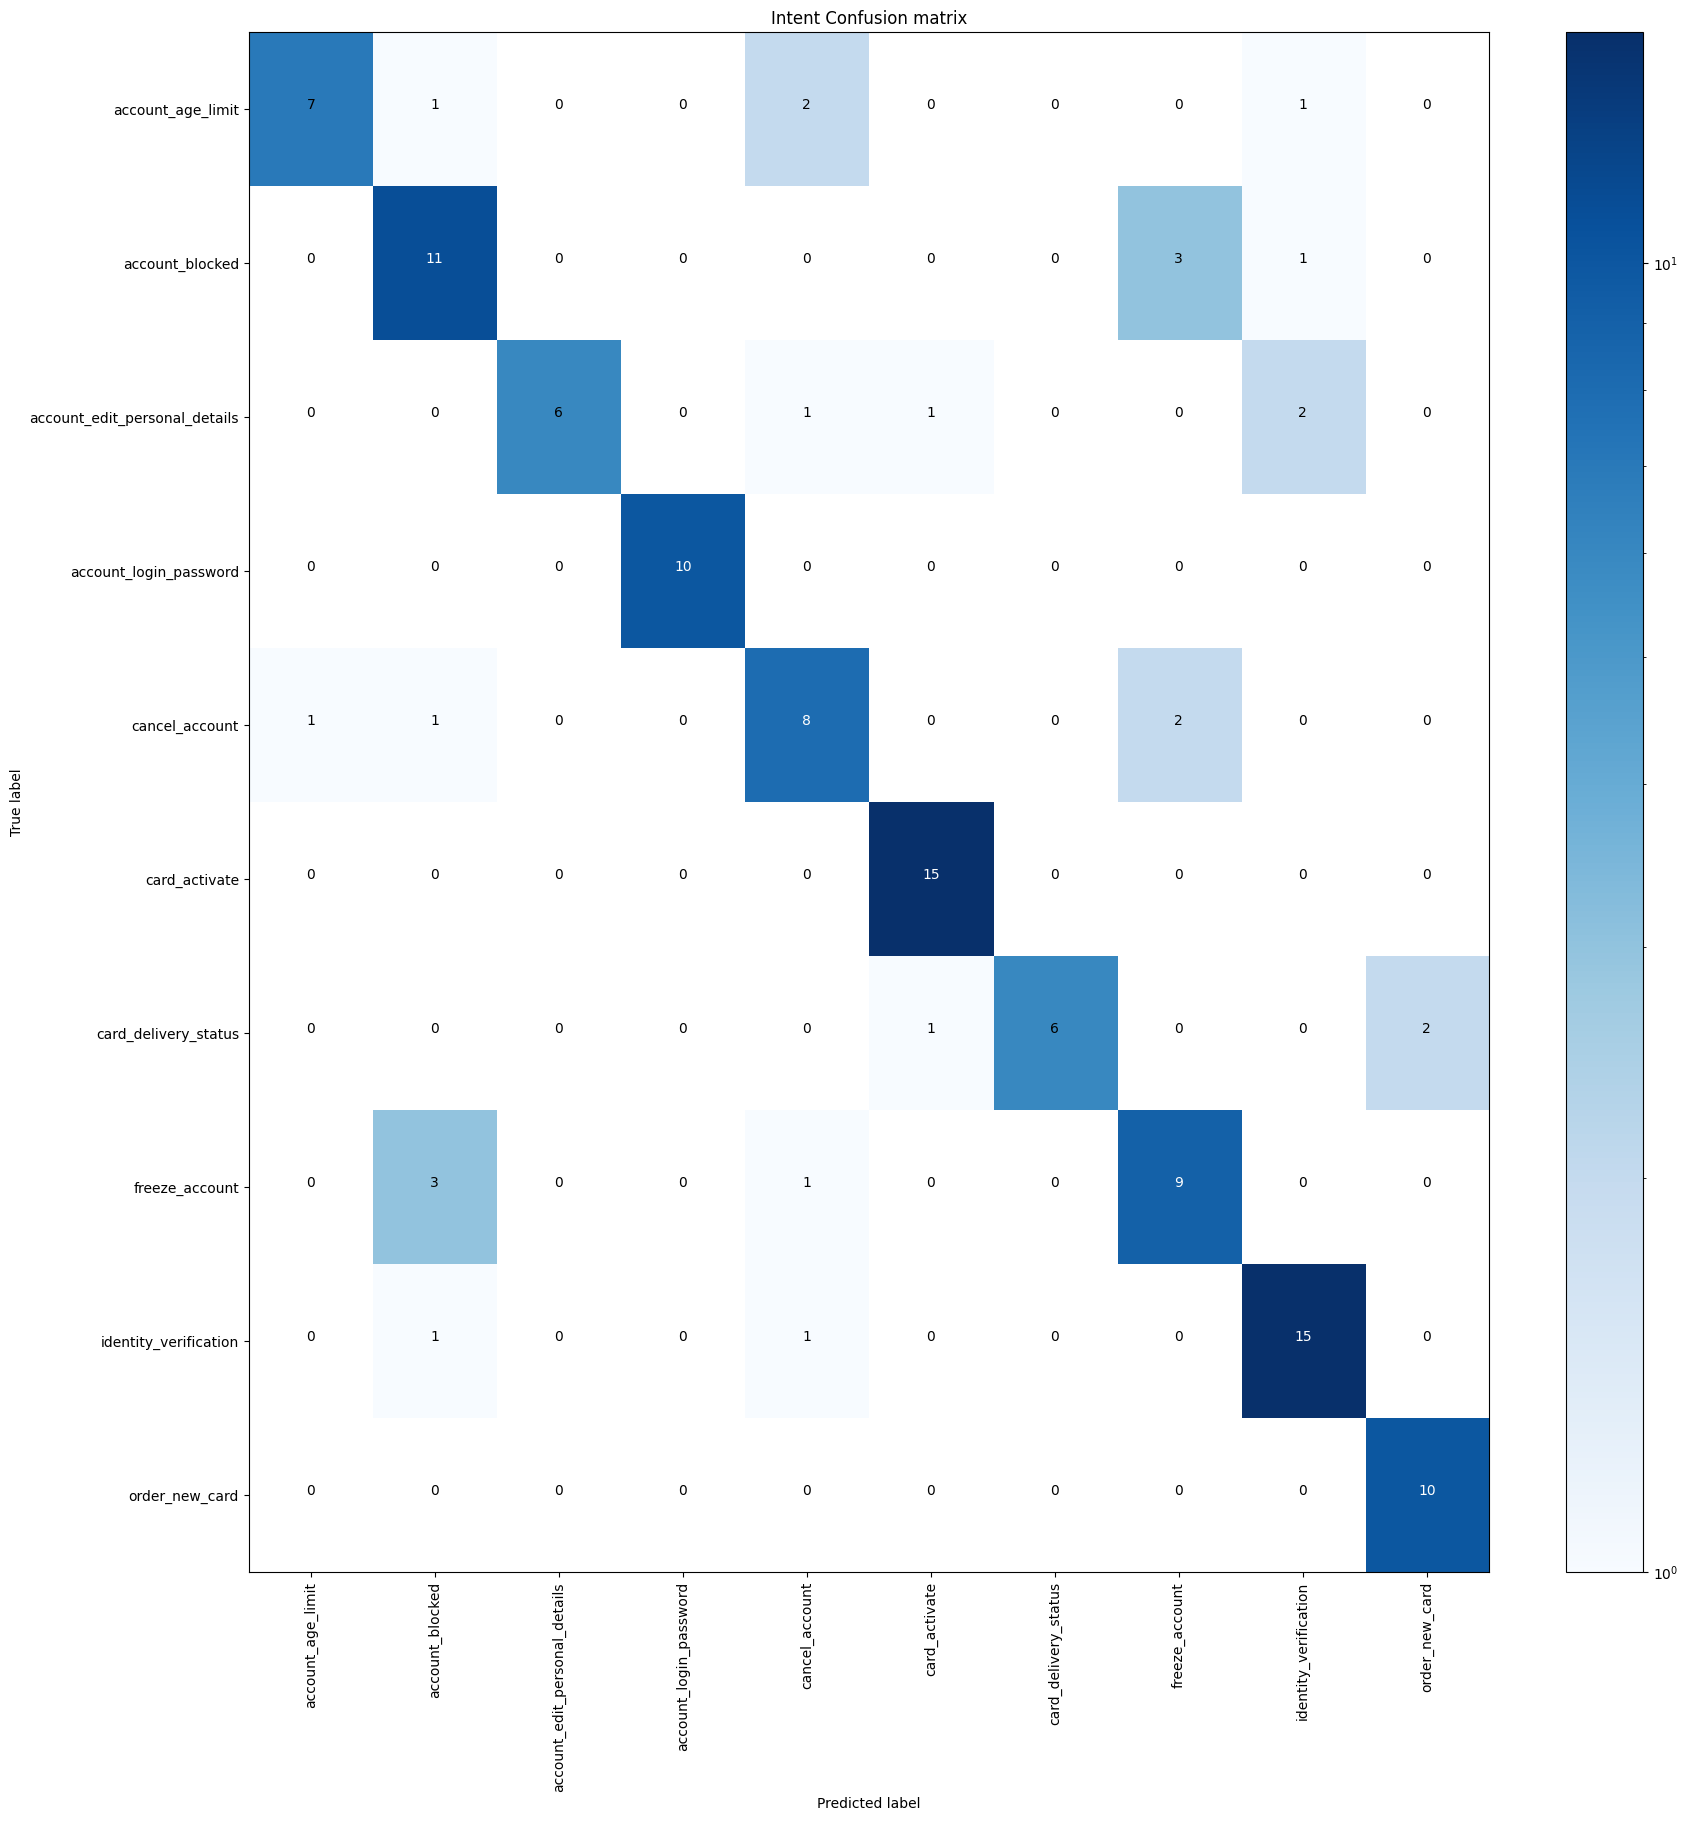 Intent Confusion matrix
account_age_limit 7 1 0 0 2 0 0 0 1 0
account_blocked 0 11 0 0 0 0 0 3 1 0
10¹
account_edit_personal_details 0 0 6 0 1 1 0 0 2 0
account_login_password 0 0 0 10 0 0 0 0 0 0
cancel_account 1 1 0 0 8 0 0 2 0 0
True label
card_activate 0 0 0 0 0 15 0 0 0 0
card_delivery_status 0 0 0 0 0 1 6 0 0 2
freeze_account 0 3 0 0 1 0 0 9 0 0
identity_verification 0 1 0 0 1 0 0 0 15 0
order_new_card 0 0 0 0 0 0 0 0 0 10
10⁰
account_age_limit
account_blocked
account_edit_personal_details
account_login_password
cancel_account
card_activate
card_delivery_status
freeze_account
identity_verification
order_new_card
Predicted label